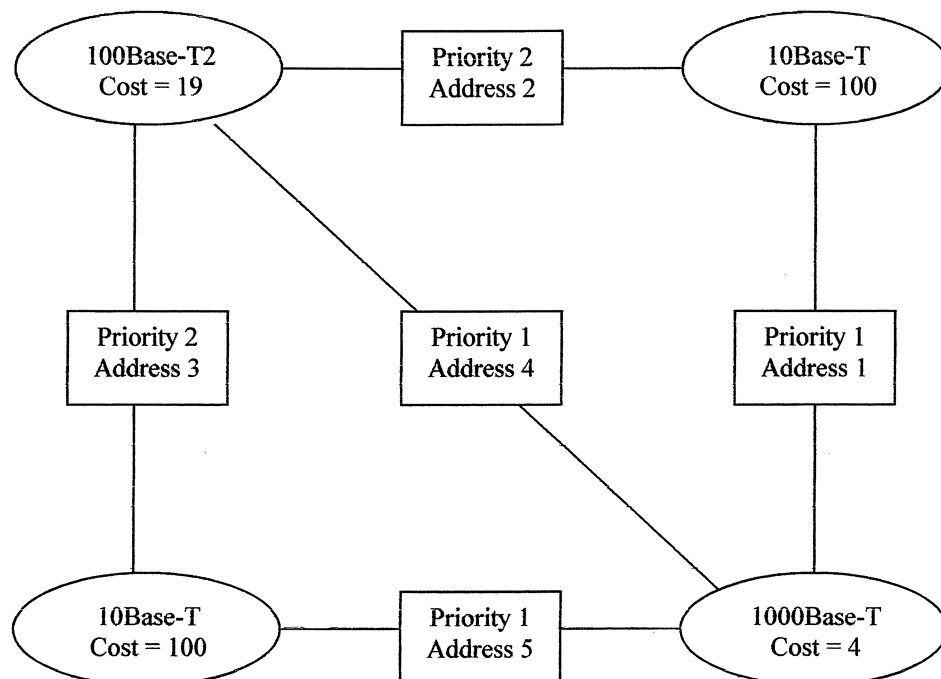 100Base-T2
Cost = 19
Priority 2
Address 2
10Base-T
Cost = 100
Priority 2
Address 3
Priority 1
Address 4
Priority 1
Address 1
10Base-T
Cost = 100
Priority 1
Address 5
1000Base-T
Cost = 4